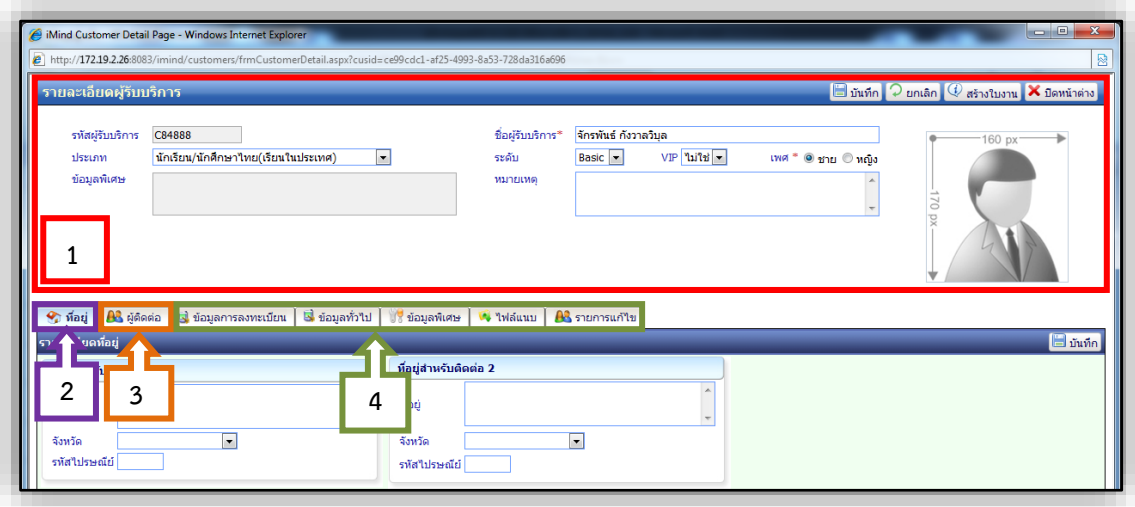 iMind Customer Detail Page - Windows Internet Explorer
http://172.19.2.26:8083/imind/customers/frmCustomerDetail.aspx?cusid=ce99cdc1-af25-4993-8a53-728da316a696
รายละเอียดผู้รับบริการ บันทึก ยกเลิก สร้างใบงาน ปิดหน้าต่าง
รหัสผู้รับบริการ C84888 ชื่อผู้รับบริการ* จักรพันธ์ กังวาลวิบุล
ประเภท นักเรียน/นักศึกษาไทย(เรียนในประเทศ) ระดับ Basic VIP ไม่ใช่ เพศ * ชาย หญิง
ข้อมูลพิเศษ หมายเหตุ
160 px
170 px
1
ที่อยู่ ผู้ติดต่อ ข้อมูลการลงทะเบียน ข้อมูลทั่วไป ข้อมูลพิเศษ ไฟล์แนบ รายการแก้ไข
บันทึก
ที่อยู่สำหรับติดต่อ 2
2 3 4
จังหวัด จังหวัด
รหัสไปรษณีย์ รหัสไปรษณีย์